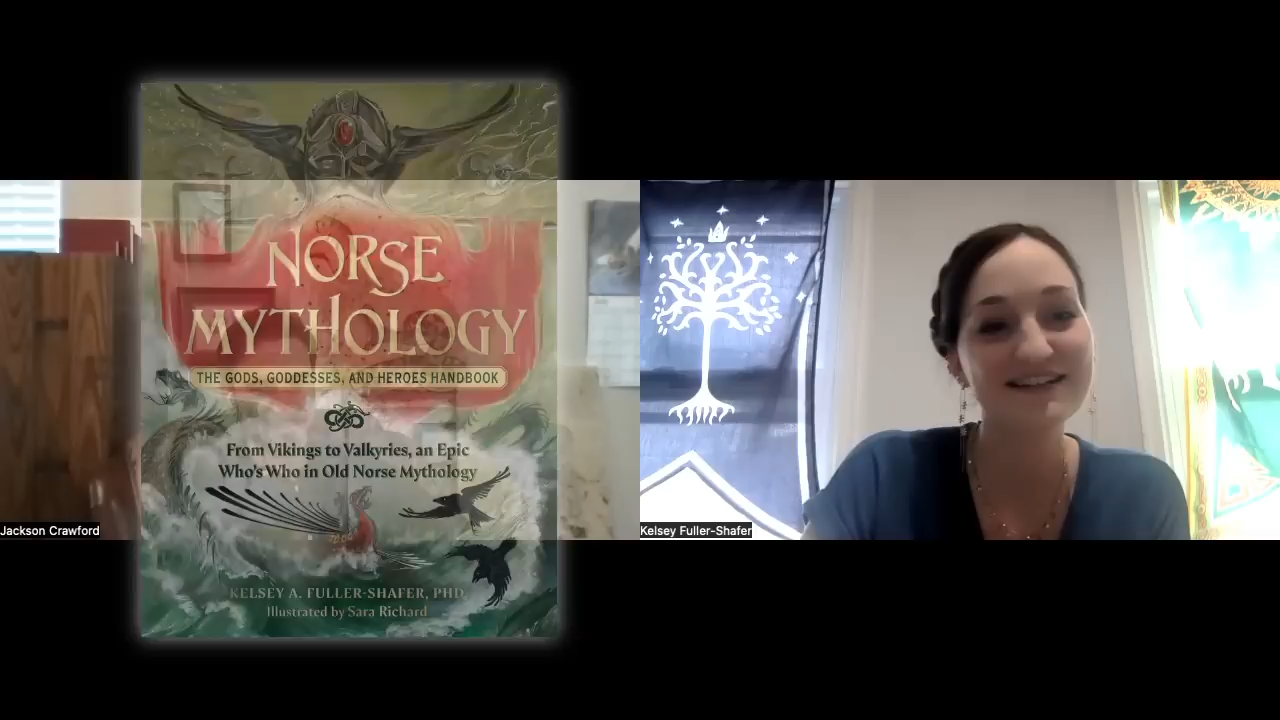 NORSE
MYTHOLOGY
THE GODS, GODDESSES, AND HEROES HANDBOOK
From Vikings to Valkyries, an Epic
Who's Who in Old Norse Mythology
KELSEY A. FULLER-SHAFER, PHD
Illustrated by Sara Richard
Jackson Crawford
Kelsey Fuller-Shafer